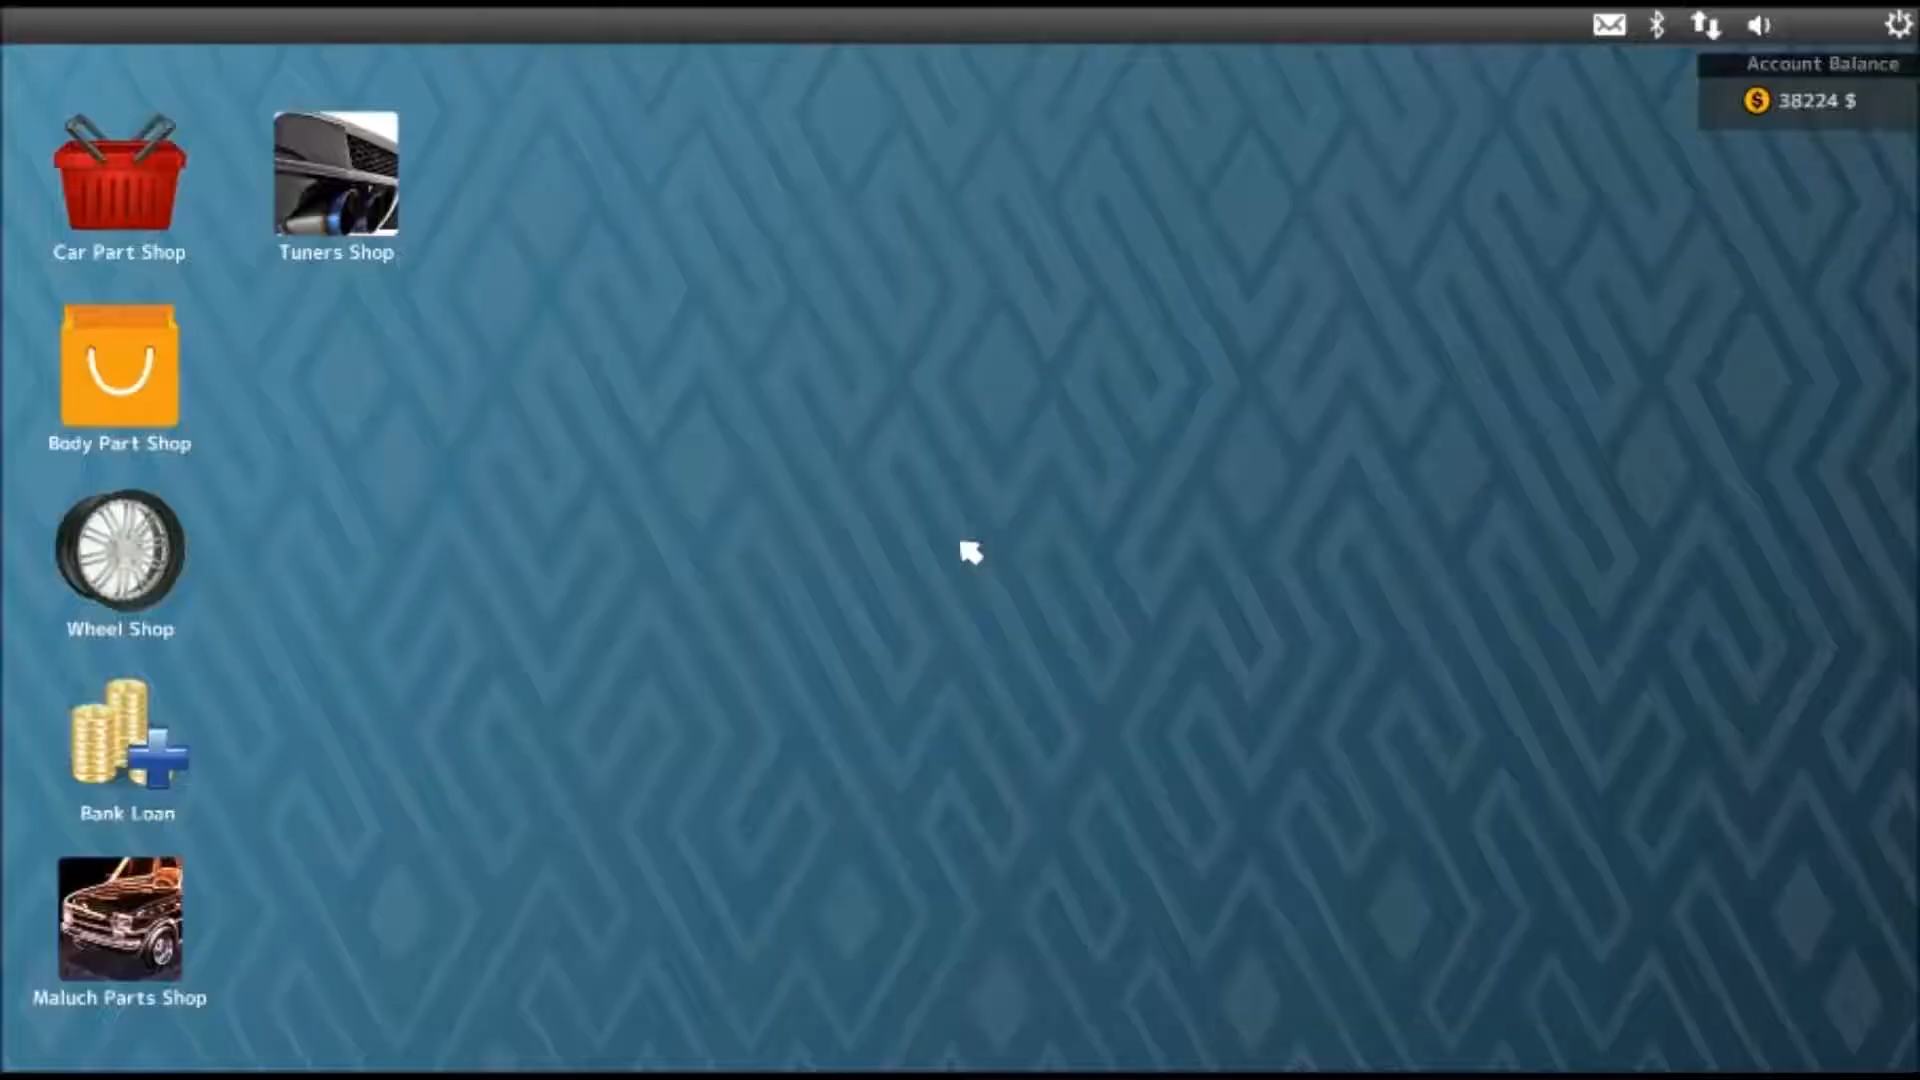 Account Balance
38224 $
Car Part Shop
Tuners Shop
Body Part Shop
Wheel Shop
Bank Loan
Maluch Parts Shop